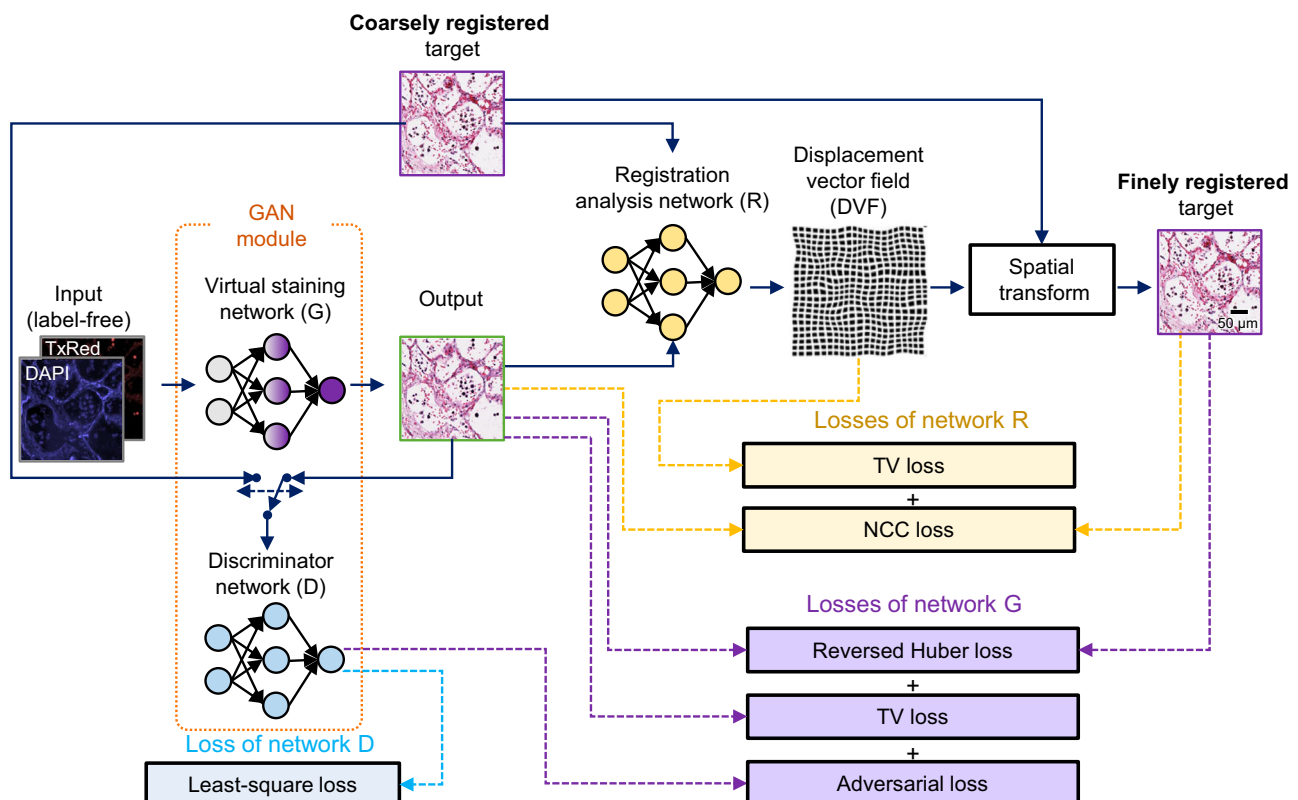 Coarsely registered
target
Registration
analysis network (R)
Displacement
vector field
(DVF)
Finely registered
target
GAN
module
Input
(label-free)
TxRed
DAPI
Virtual staining
network (G)
Output
Spatial
transform
50 μm
Losses of network R
TV loss
+
NCC loss
Discriminator
network (D)
Losses of network G
Reversed Huber loss
+
TV loss
+
Adversarial loss
Loss of network D
Least-square loss